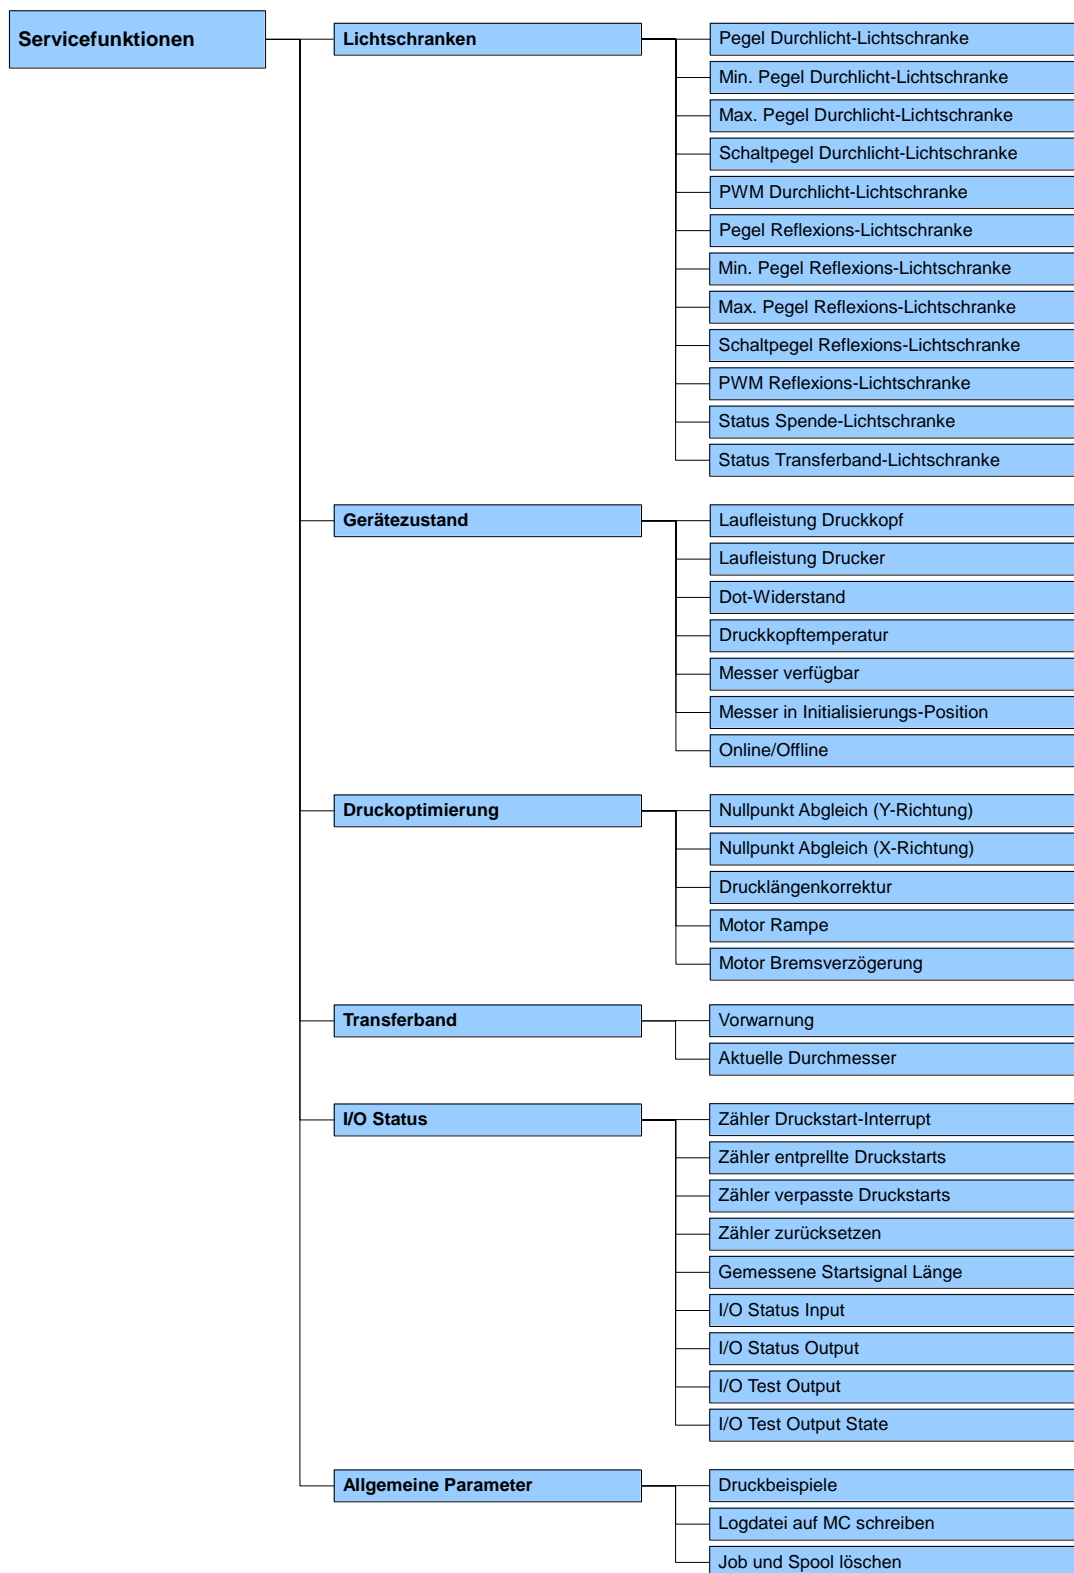 Servicefunktionen
Lichtschranken
Pegel Durchlicht-Lichtschranke
Min. Pegel Durchlicht-Lichtschranke
Max. Pegel Durchlicht-Lichtschranke
Schaltpegel Durchlicht-Lichtschranke
PWM Durchlicht-Lichtschranke
Pegel Reflexions-Lichtschranke
Min. Pegel Reflexions-Lichtschranke
Max. Pegel Reflexions-Lichtschranke
Schaltpegel Reflexions-Lichtschranke
PWM Reflexions-Lichtschranke
Status Spende-Lichtschranke
Status Transferband-Lichtschranke
Gerätezustand
Laufleistung Druckkopf
Laufleistung Drucker
Dot-Widerstand
Druckkopftemperatur
Messer verfügbar
Messer in Initialisierungs-Position
Online/Offline
Druckoptimierung
Nullpunkt Abgleich (Y-Richtung)
Nullpunkt Abgleich (X-Richtung)
Drucklängenkorrektur
Motor Rampe
Motor Bremsverzögerung
Transferband
Vorwarnung
Aktuelle Durchmesser
I/O Status
Zähler Druckstart-Interrupt
Zähler entprellte Druckstarts
Zähler verpasste Druckstarts
Zähler zurücksetzen
Gemessene Startsignal Länge
I/O Status Input
I/O Status Output
I/O Test Output
I/O Test Output State
Allgemeine Parameter
Druckbeispiele
Logdatei auf MC schreiben
Job und Spool löschen